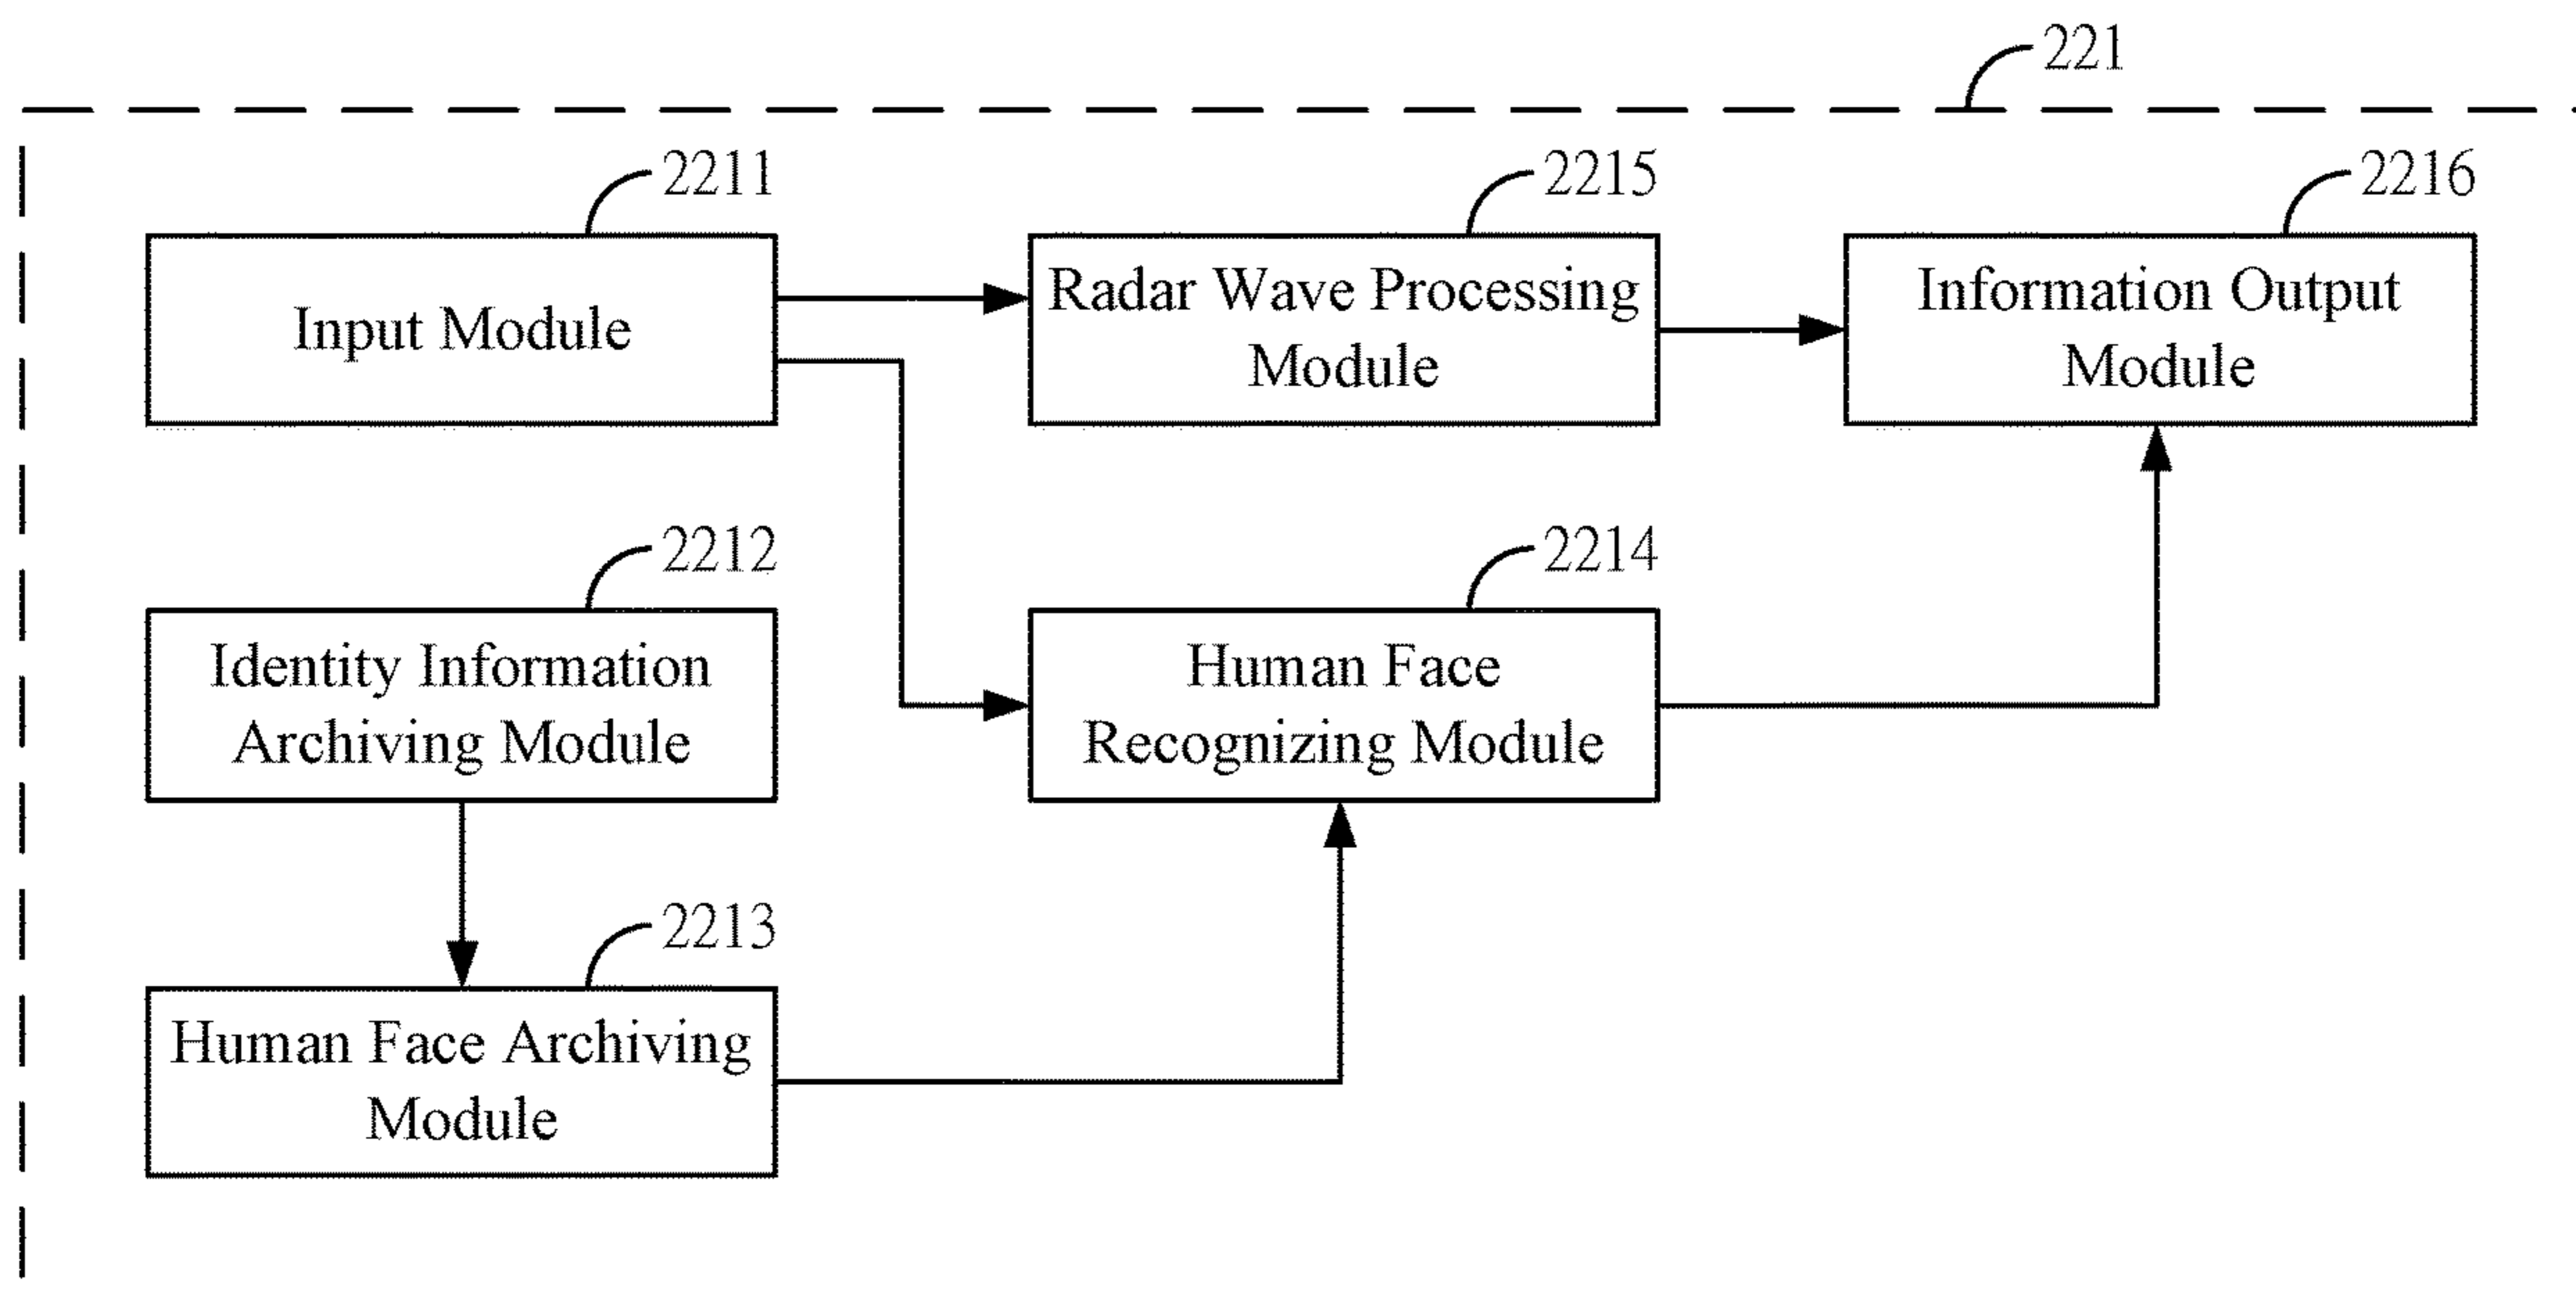 221
2211
Input Module
2215
Radar Wave Processing
Module
2216
Information Output
Module
2212
Identity Information
Archiving Module
2214
Human Face
Recognizing Module
2213
Human Face Archiving
Module